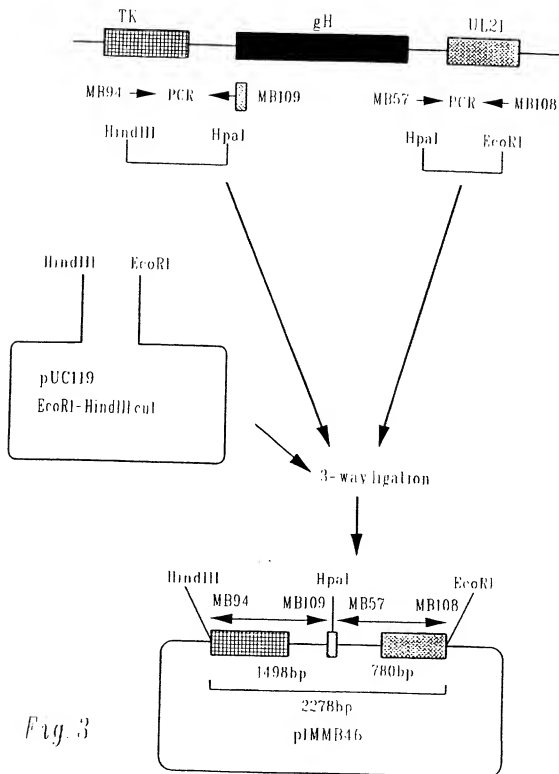 TK gH UL21
MB94 PCR MB109 MB57 PCR MB108
HindIII HpaI HpaI EcoRI
HindIII EcoRI
pUC119
EcoRI-HindIII cut
3-way ligation
HindIII HpaI EcoRI
MB94 MB109 MB57 MB108
1498bp 780bp
2278bp
pIMMB46
Fig. 3